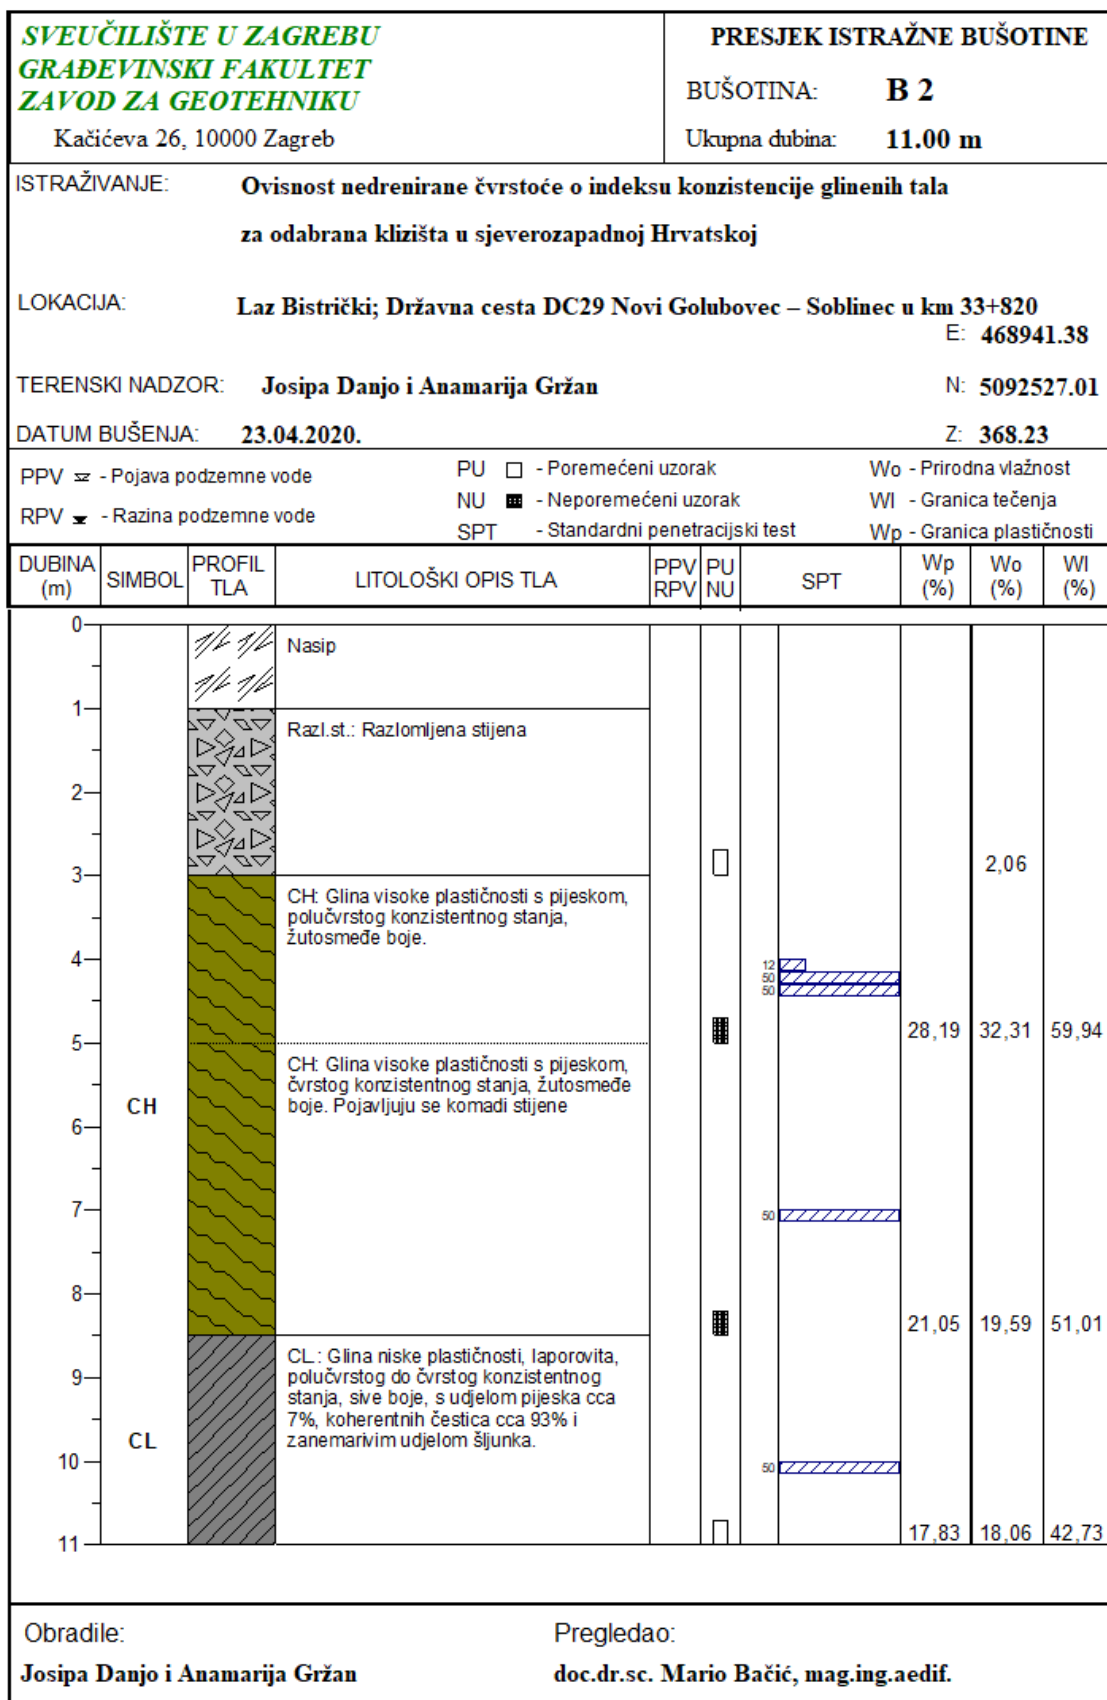 SVEUČILIŠTE U ZAGREBU
GRAĐEVINSKI FAKULTET
ZAVOD ZA GEOTEHNIKU
Kačićeva 26, 10000 Zagreb
PRESJEK ISTRAŽNE BUŠOTINE
BUŠOTINA: B 2
Ukupna dubina: 11.00 m
ISTRAŽIVANJE: Ovisnost nedrenirane čvrstoće o indeksu konzistencije glinenih tala
za odabrana klizišta u sjeverozapadnoj Hrvatskoj
LOKACIJA: Laz Bistrički; Državna cesta DC29 Novi Golubovec – Soblinec u km 33+820
E: 468941.38
TERENSKI NADZOR: Josipa Danjo i Anamarija Gržan
N: 5092527.01
DATUM BUŠENJA: 23.04.2020.
Z: 368.23
PPV - Pojava podzemne vode
RPV - Razina podzemne vode
PU - Poremećeni uzorak
NU - Neporemećeni uzorak
SPT - Standardni penetracijski test
Wo - Prirodna vlažnost
Wl - Granica tečenja
Wp - Granica plastičnosti
DUBINA (m)
SIMBOL
PROFIL TLA
LITOLOŠKI OPIS TLA
PPV RPV
PU NU
SPT
Wp (%)
Wo (%)
Wl (%)
0
Nasip
1
Razl.st.: Razlomljena stijena
2
3
2,06
CH: Glina visoke plastičnosti s pijeskom,
polučvrstog konzistentnog stanja,
žutosmeđe boje.
4
12
50
50
5
28,19 32,31 59,94
CH: Glina visoke plastičnosti s pijeskom,
čvrstog konzistentnog stanja, žutosmeđe
boje. Pojavljuju se komadi stijene
CH
6
7
50
8
21,05 19,59 51,01
CL.: Glina niske plastičnosti, laporovita,
polučvrstog do čvrstog konzistentnog
stanja, sive boje, s udjelom pijeska cca
7%, koherentnih čestica cca 93% i
zanemarivim udjelom šljunka.
9
CL
10
50
11
17,83 18,06 42,73
Obradile:
Josipa Danjo i Anamarija Gržan
Pregledao:
doc.dr.sc. Mario Bačić, mag.ing.aedif.